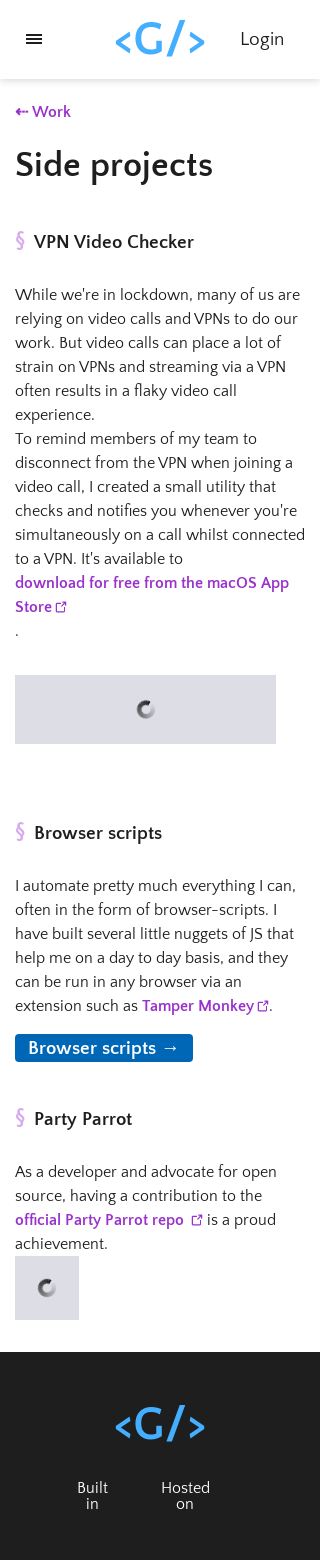 <G/>
Login
⇠ Work
Side projects
§ VPN Video Checker
While we're in lockdown, many of us are
relying on video calls and VPNs to do our
work. But video calls can place a lot of
strain on VPNs and streaming via a VPN
often results in a flaky video call
experience.
To remind members of my team to
disconnect from the VPN when joining a
video call, I created a small utility that
checks and notifies you whenever you're
simultaneously on a call whilst connected
to a VPN. It's available to
download for free from the macOS App
Store
.
§ Browser scripts
I automate pretty much everything I can,
often in the form of browser-scripts. I
have built several little nuggets of JS that
help me on a day to day basis, and they
can be run in any browser via an
extension such as Tamper Monkey.
Browser scripts →
§ Party Parrot
As a developer and advocate for open
source, having a contribution to the
official Party Parrot repo is a proud
achievement.
<G/>
Built
in
Hosted
on